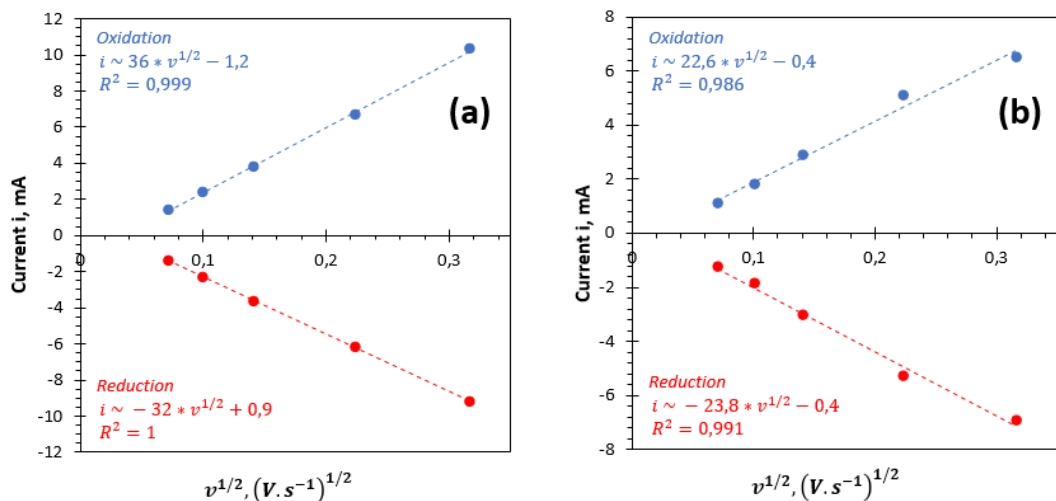 12
10
8
6
4
2
0
-2
-4
-6
-8
-10
-12
Current i, mA
Oxidation
i ~ 36 * v^{1/2} − 1,2
R² = 0,999
(a)
0 0,1 0,2 0,3
Reduction
i ~ − 32 * v^{1/2} + 0,9
R² = 1
v^{1/2}, (V.s^{−1})^{1/2}
8
6
4
2
0
-2
-4
-6
-8
Current i, mA
Oxidation
i ~ 22,6 * v^{1/2} − 0,4
R² = 0,986
(b)
0 0,1 0,2 0,3
Reduction
i ~ − 23,8 * v^{1/2} − 0,4
R² = 0,991
v^{1/2}, (V.s^{−1})^{1/2}